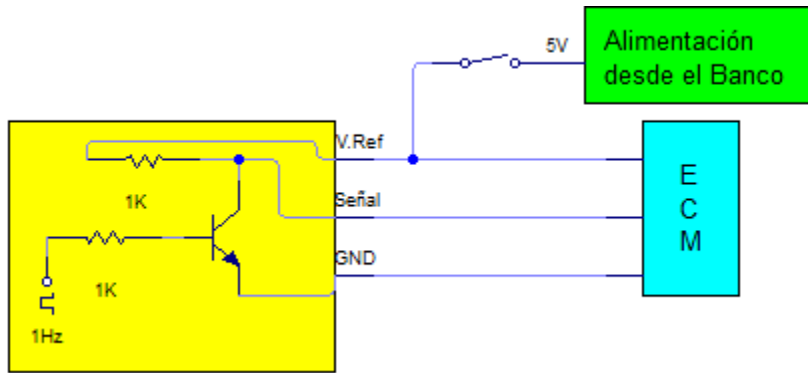 5V
Alimentación
desde el Banco
V.Ref
1K
Señal
1K
GND
1Hz
E
C
M